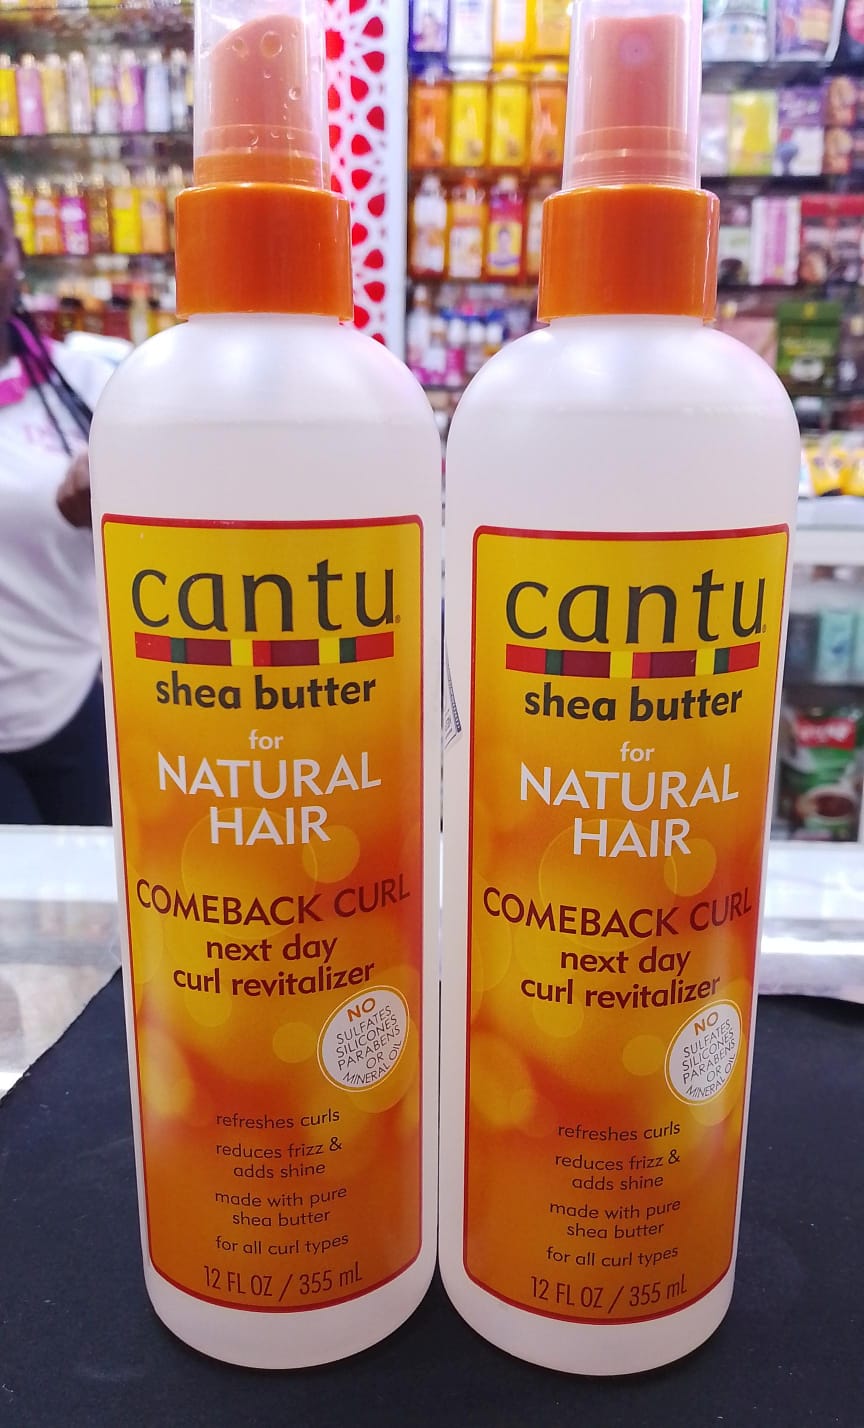 cantu®
shea butter
for
NATURAL
HAIR
COMEBACK CURL
next day
curl revitalizer
NO
SULFATES,
SILICONES,
PARABENS
OR
MINERAL OIL
refreshes curls
reduces frizz &
adds shine
made with pure
shea butter
for all curl types
12 FL OZ / 355 mL
cantu®
shea butter
for
NATURAL
HAIR
COMEBACK CURL
next day
curl revitalizer
NO
SULFATES,
SILICONES,
PARABENS
OR
MINERAL OIL
refreshes curls
reduces frizz &
adds shine
made with pure
shea butter
for all curl types
12 FL OZ / 355 mL